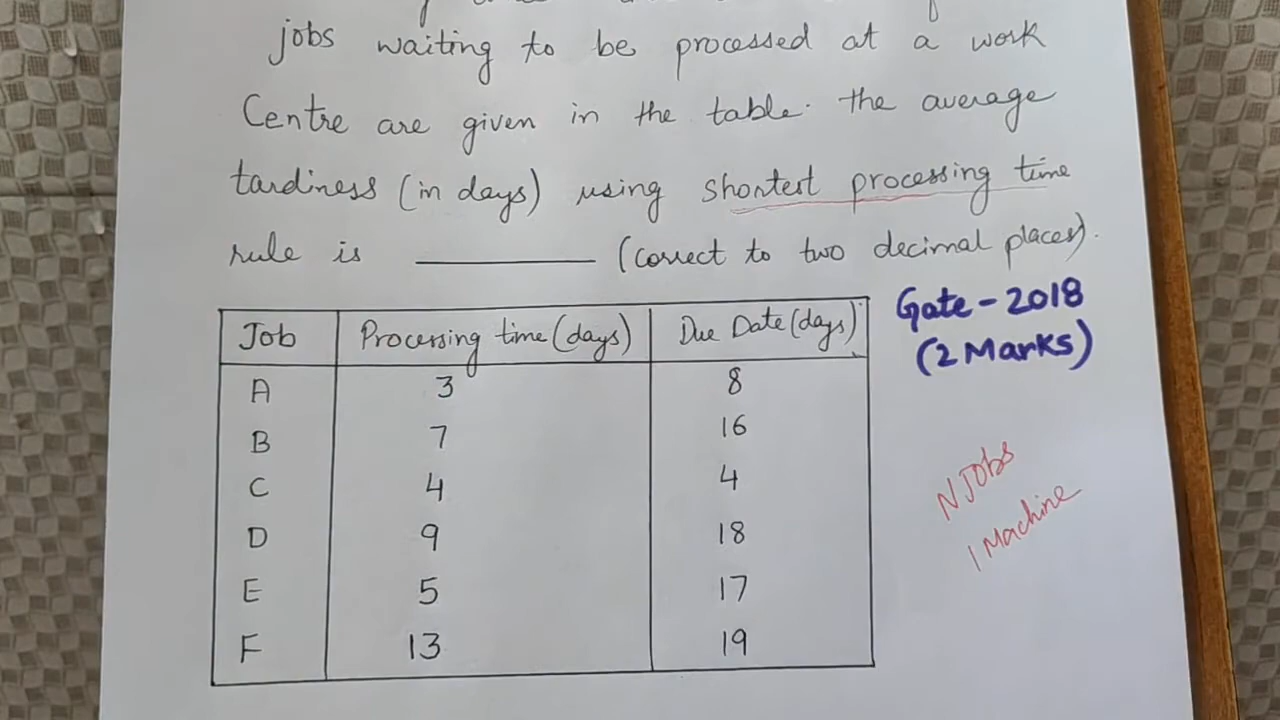 jobs waiting to be processed at a work
Centre are given in the table. the average
tardiness (in days) using shortest processing time
rule is __________ (correct to two decimal places).
Gate-2018
(2 Marks)
Job Processing time (days) Due Date (days)
A 3 8
B 7 16
C 4 4
D 9 18
E 5 17
F 13 19
N Jobs
1 Machine